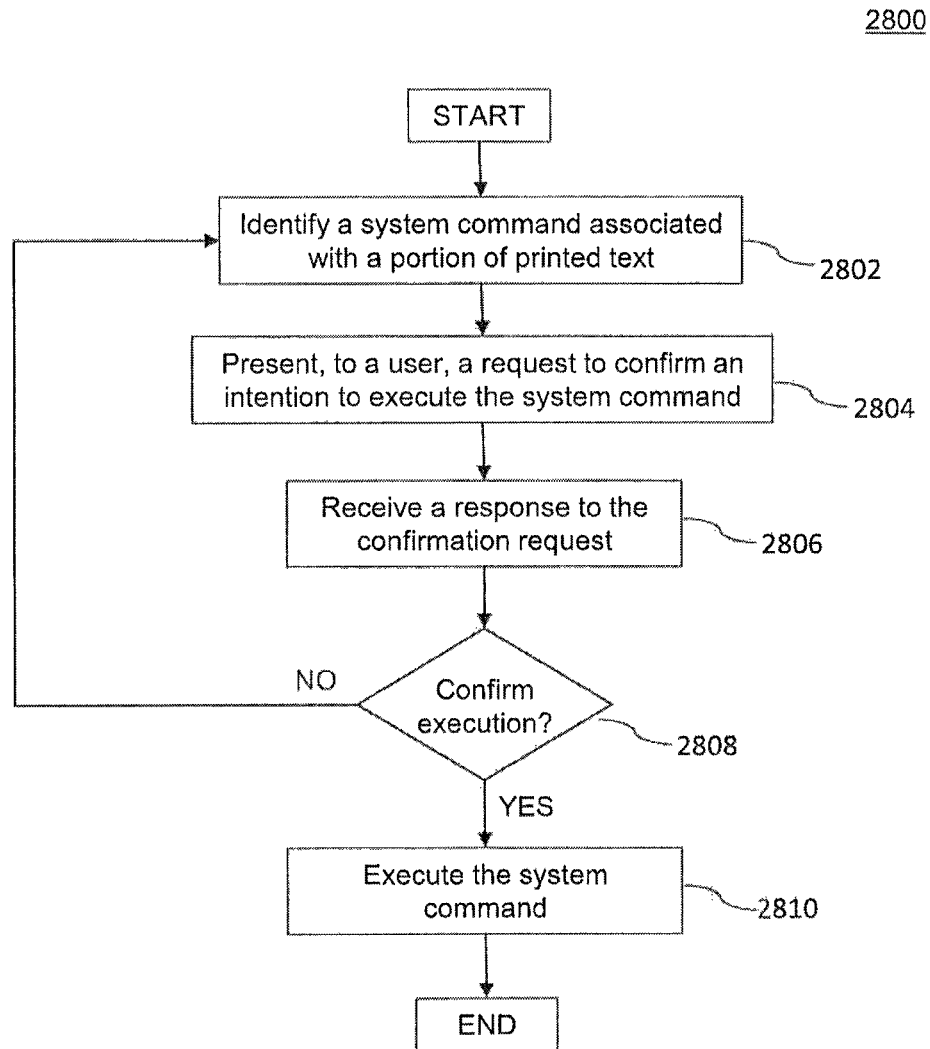 2800
START
Identify a system command associated
with a portion of printed text
2802
Present, to a user, a request to confirm an
intention to execute the system command
2804
Receive a response to the
confirmation request
2806
NO
Confirm
execution?
2808
YES
Execute the system
command
2810
END